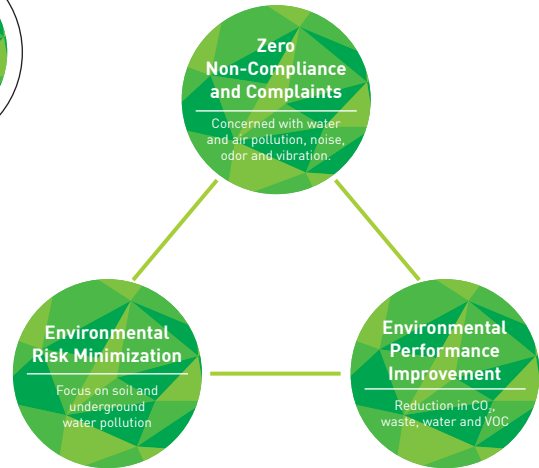 Zero
Non-Compliance
and Complaints
Concerned with water
and air pollution, noise,
odor and vibration.
Environmental
Risk Minimization
Focus on soil and
underground
water pollution
Environmental
Performance
Improvement
Reduction in CO₂,
waste, water and VOC